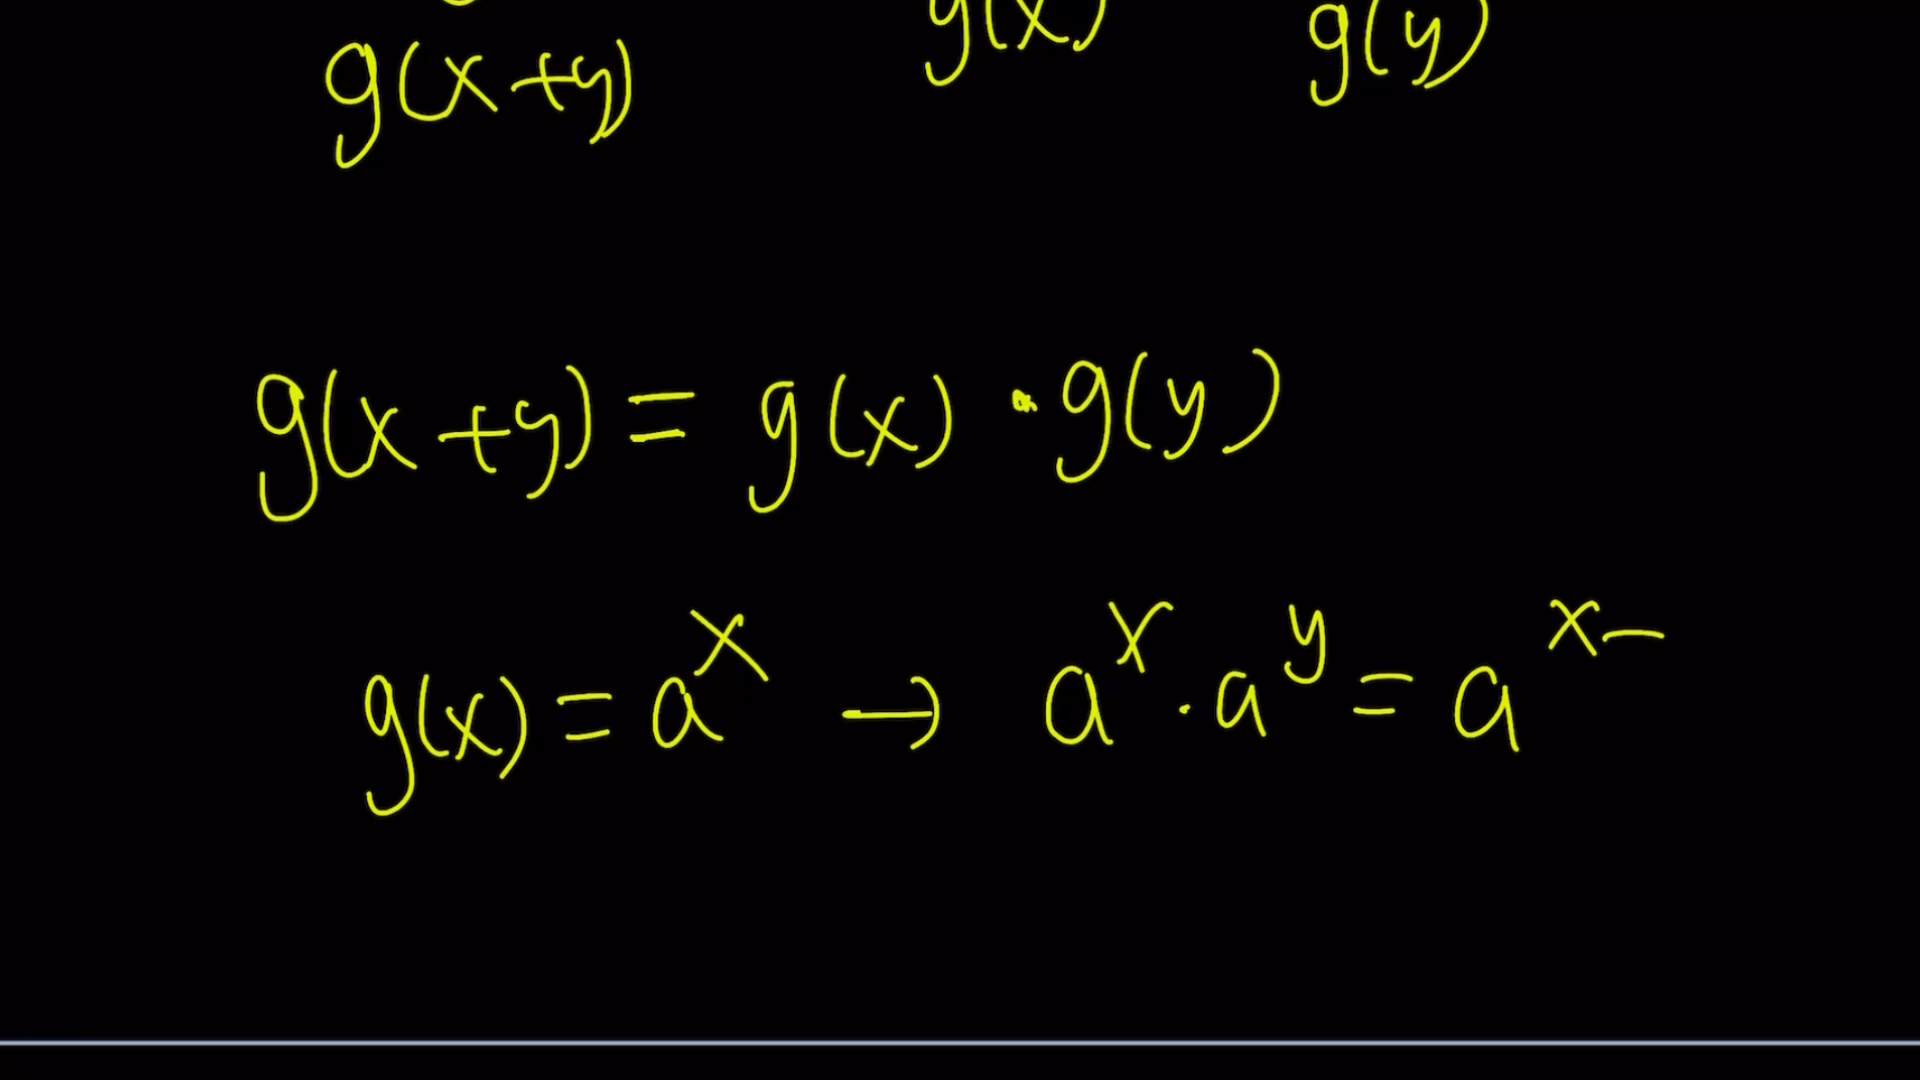 g(x+y) g(x) g(y)
g(x+y) = g(x) · g(y)
g(x) = a^x → a^x · a^y = a^x-